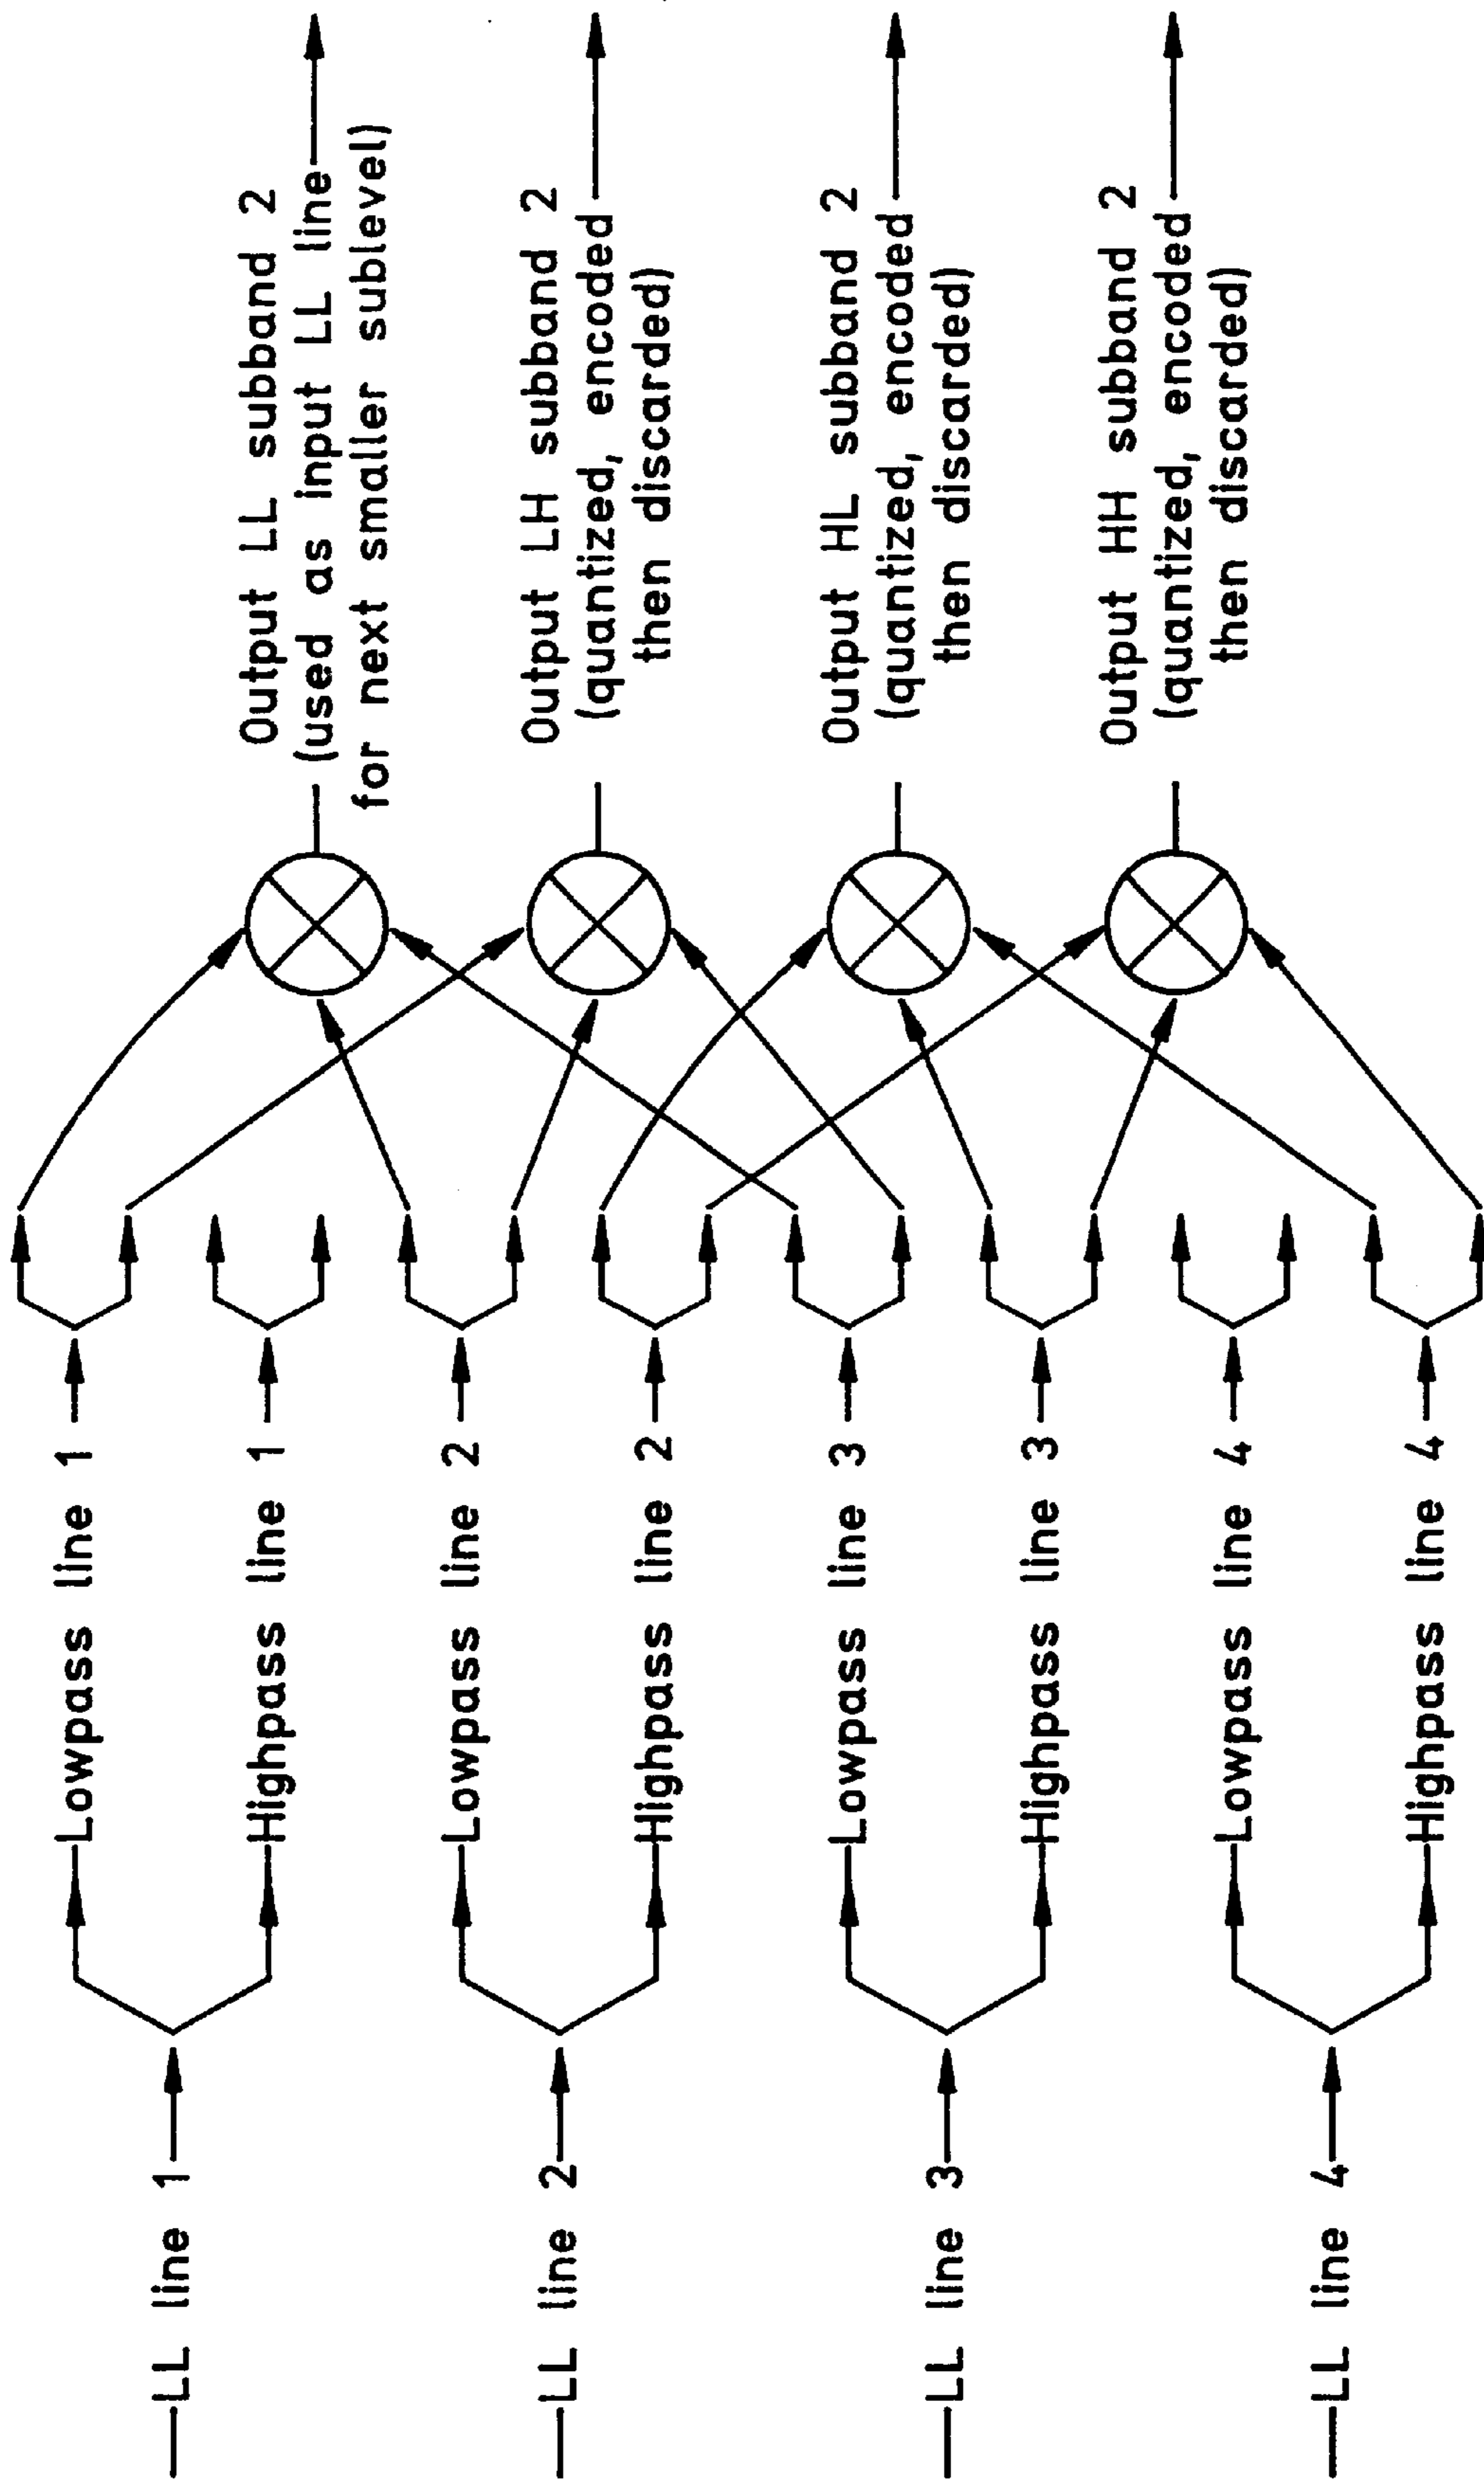 LL line 1
LL line 2
LL line 3
LL line 4
Lowpass line 1
Highpass line 1
Lowpass line 2
Highpass line 2
Lowpass line 3
Highpass line 3
Lowpass line 4
Highpass line 4
Output LL subband 2
(used as input LL line
for next smaller sublevel)
Output LH subband 2
(quantized, encoded
then discarded)
Output HL subband 2
(quantized, encoded
then discarded)
Output HH subband 2
(quantized, encoded
then discarded)